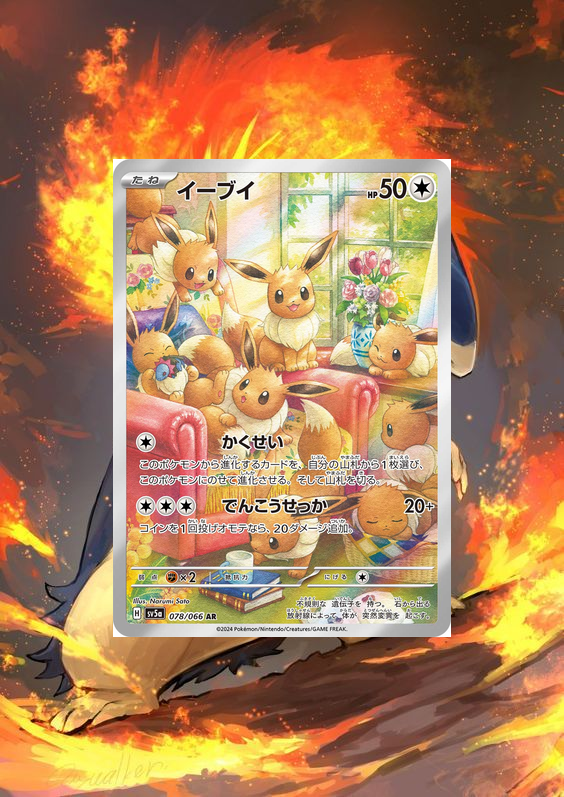 たね イーブイ HP 50
かくせい
このポケモンから進化するカードを、自分の山札から1枚選び、
このポケモンにのせて進化させる。そして山札を切る。
でんこうせっか 20+
コインを1回投げオモテなら、20ダメージ追加。
弱点 ×2 抵抗力 にげる
Illus. Narumi Sato
不規則な 遺伝子を 持つ。 石から出る
H sv5a 078/066 AR
放射線によって 体が 突然変異を 起こす。
©2024 Pokémon/Nintendo/Creatures/GAME FREAK.